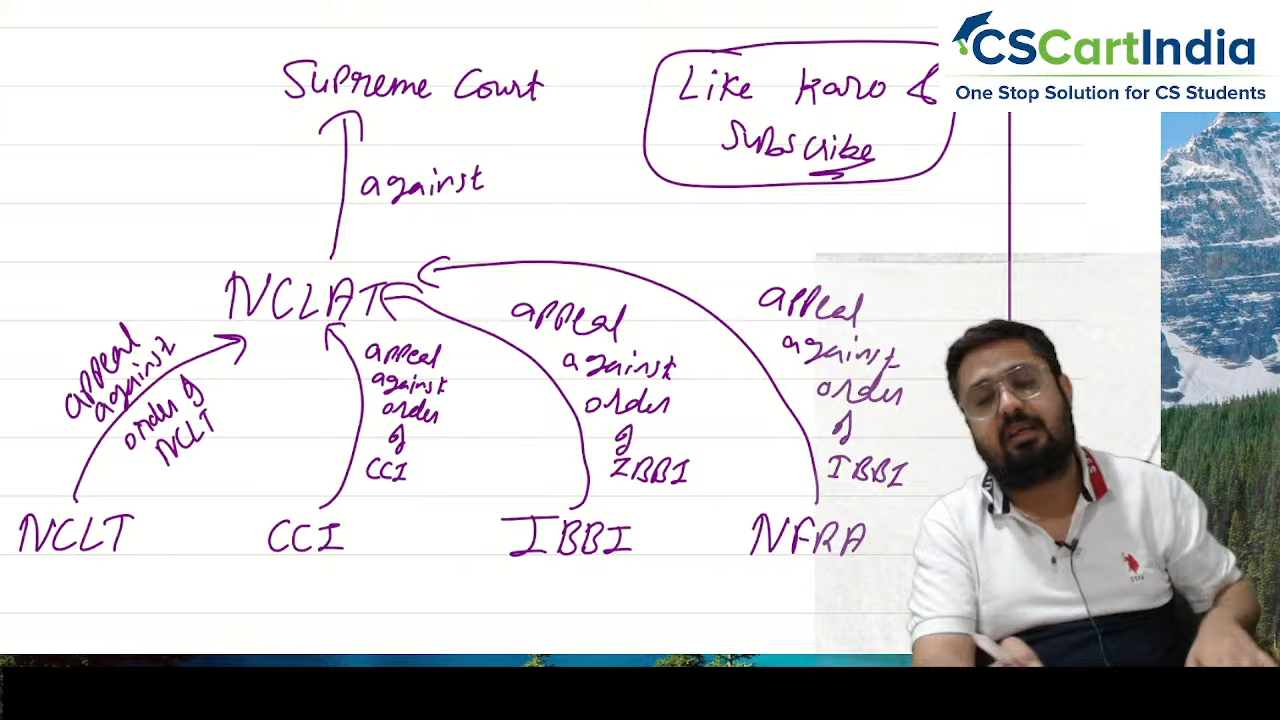 CSCartIndia
One Stop Solution for CS Students
Supreme Court
Like Karo &
Subscribe
against
NCLAT
appeal
against
order of
NCLT
appeal
against
order
of
CCI
appeal
against
order
of
IBBI
appeal
against
order
of
IBBI
NCLT
CCI
IBBI
NFRA